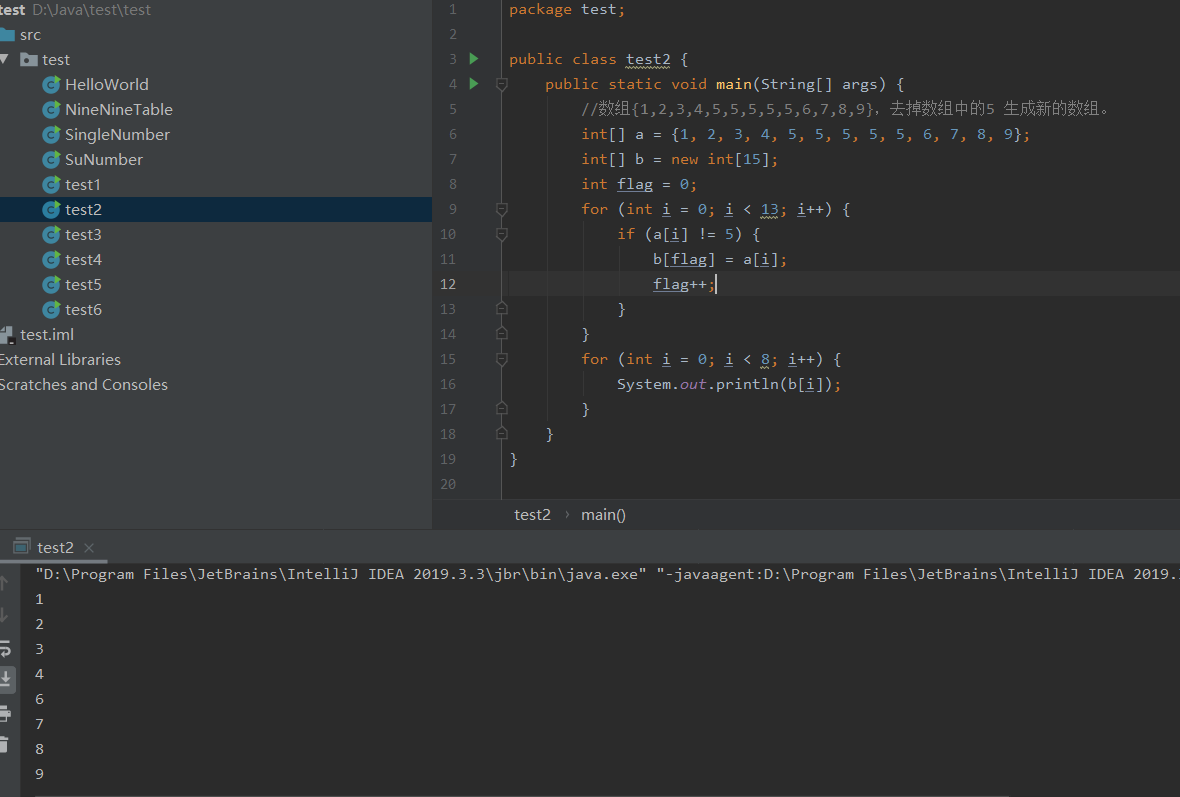 test D:\Java\test\test
src
test
HelloWorld
NineNineTable
SingleNumber
SuNumber
test1
test2
test3
test4
test5
test6
test.iml
External Libraries
Scratches and Consoles
1 package test;
2
3 public class test2 {
4 public static void main(String[] args) {
5 //数组{1,2,3,4,5,5,5,5,5,6,7,8,9}，去掉数组中的5 生成新的数组。
6 int[] a = {1, 2, 3, 4, 5, 5, 5, 5, 5, 6, 7, 8, 9};
7 int[] b = new int[15];
8 int flag = 0;
9 for (int i = 0; i < 13; i++) {
10 if (a[i] != 5) {
11 b[flag] = a[i];
12 flag++;
13 }
14 }
15 for (int i = 0; i < 8; i++) {
16 System.out.println(b[i]);
17 }
18 }
19 }
20
test2 › main()
test2
"D:\Program Files\JetBrains\IntelliJ IDEA 2019.3.3\jbr\bin\java.exe" "-javaagent:D:\Program Files\JetBrains\IntelliJ IDEA 2019.
1
2
3
4
6
7
8
9